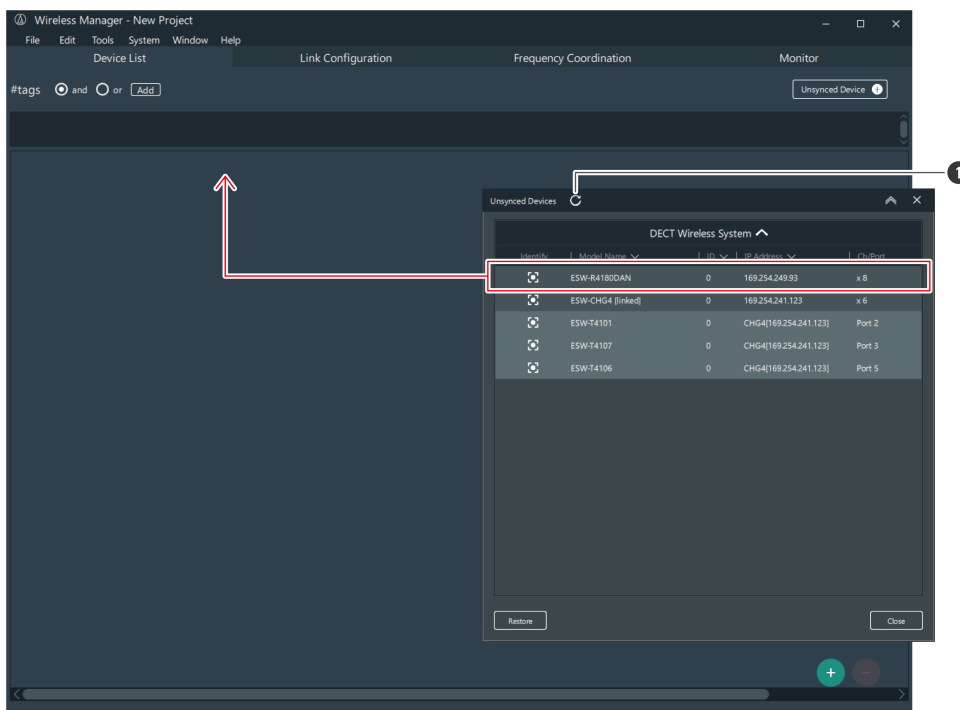 Wireless Manager - New Project
File Edit Tools System Window Help
Device List Link Configuration Frequency Coordination Monitor
#tags and or Add Unsynced Device
1
Unsynced Devices
DECT Wireless System
Identify Model Name ID IP Address Ch/Port
ESW-R4180DAN 0 169.254.249.93 x 8
ESW-CHG4 [linked] 0 169.254.241.123 x 6
ESW-T4101 0 CHG4[169.254.241.123] Port 2
ESW-T4107 0 CHG4[169.254.241.123] Port 3
ESW-T4106 0 CHG4[169.254.241.123] Port 5
Restore Close